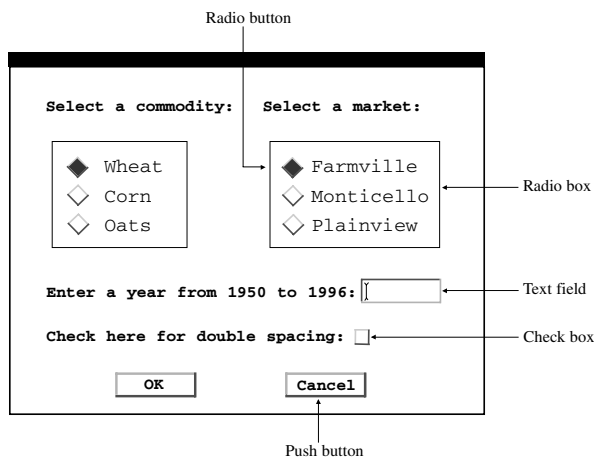 Radio button
Select a commodity: Select a market:
Wheat Farmville
Corn Monticello Radio box
Oats Plainview
Enter a year from 1950 to 1996: Text field
Check here for double spacing: Check box
OK Cancel
Push button